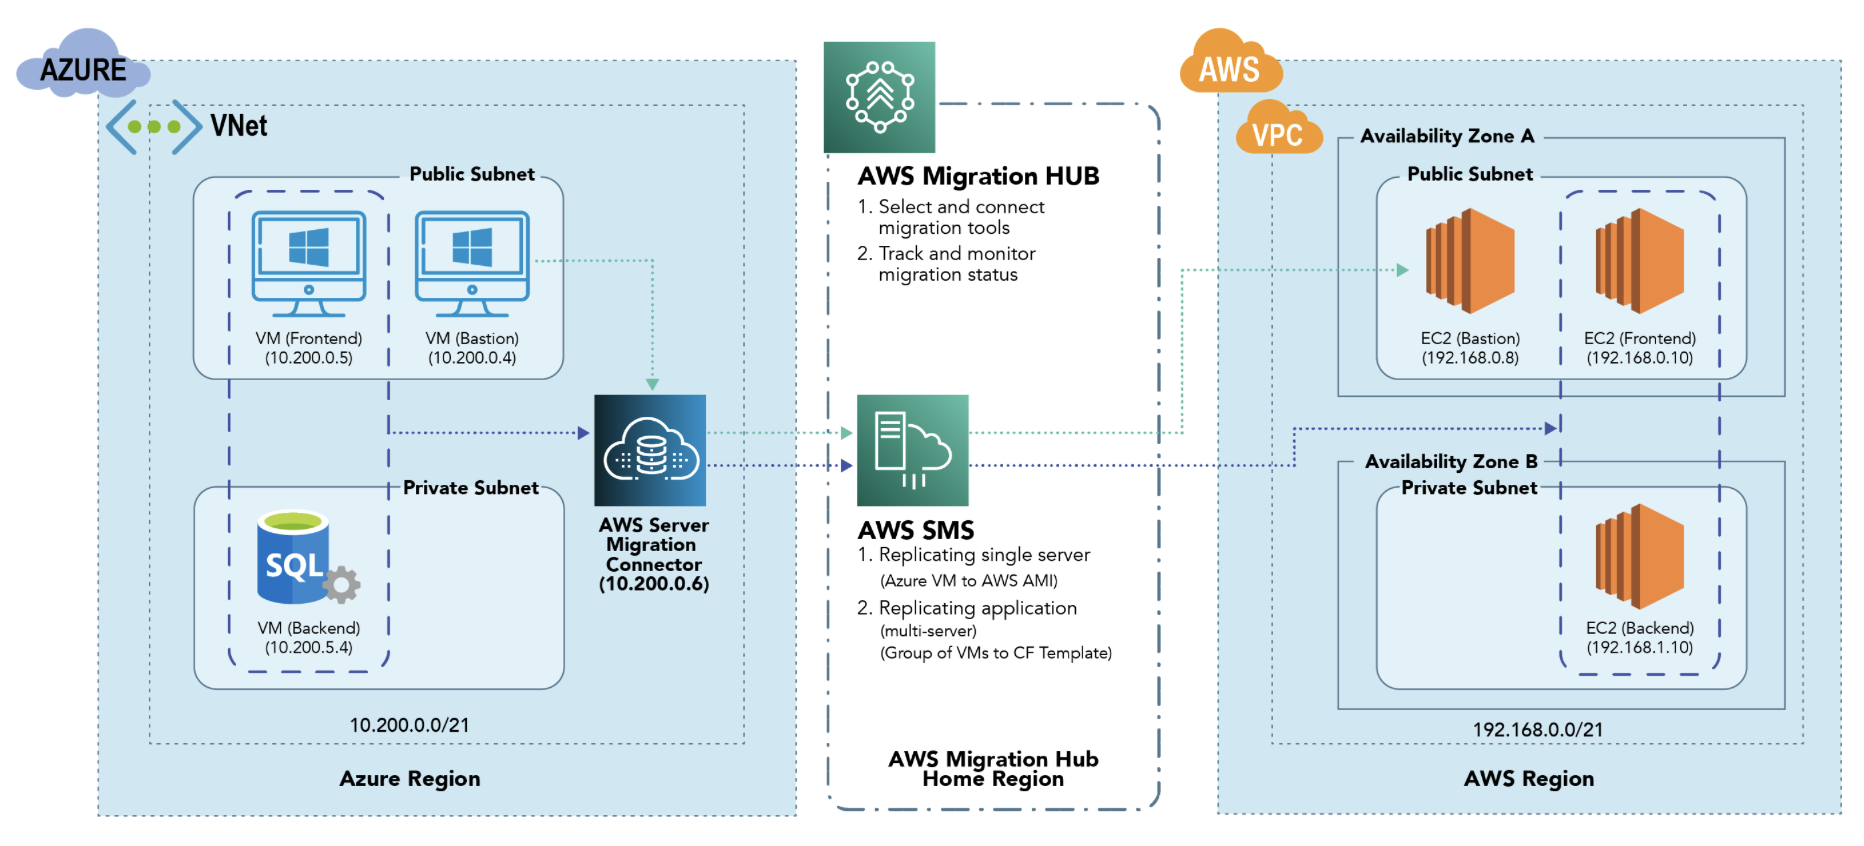 AZURE
VNet
Public Subnet
VM (Frontend)
(10.200.0.5)
VM (Bastion)
(10.200.0.4)
Private Subnet
SQL
VM (Backend)
(10.200.5.4)
10.200.0.0/21
Azure Region
AWS Server
Migration
Connector
(10.200.0.6)
AWS Migration HUB
1. Select and connect
migration tools
2. Track and monitor
migration status
AWS SMS
1. Replicating single server
(Azure VM to AWS AMI)
2. Replicating application
(multi-server)
(Group of VMs to CF Template)
AWS Migration Hub
Home Region
AWS
VPC
Availability Zone A
Public Subnet
EC2 (Bastion)
(192.168.0.8)
EC2 (Frontend)
(192.168.0.10)
Availability Zone B
Private Subnet
EC2 (Backend)
(192.168.1.10)
192.168.0.0/21
AWS Region